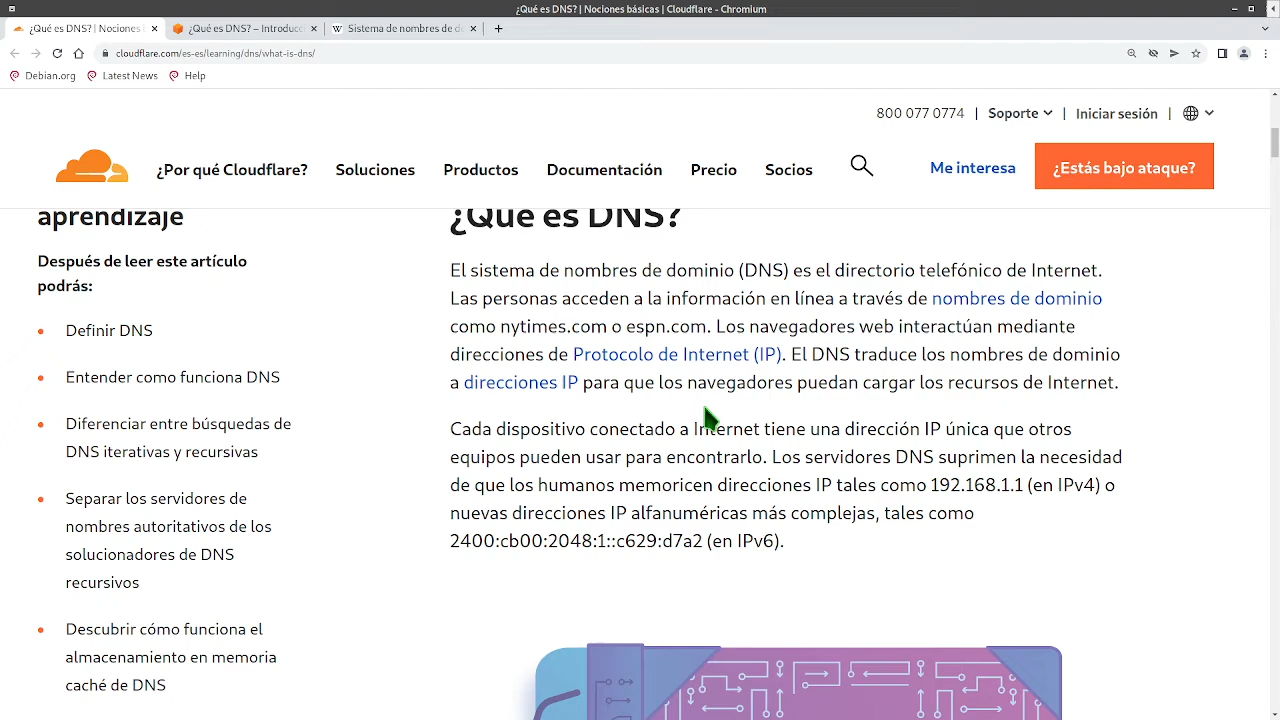 ¿Qué es DNS? | Nociones básicas | Cloudflare - Chromium
¿Qué es DNS? | Nociones
¿Qué es DNS? – Introducci
Sistema de nombres de d
cloudflare.com/es-es/learning/dns/what-is-dns/
Debian.org
Latest News
Help
800 077 0774 | Soporte | Iniciar sesión |
¿Por qué Cloudflare?
Soluciones
Productos
Documentación
Precio
Socios
Me interesa
¿Estás bajo ataque?
aprendizaje
Después de leer este artículo
podrás:
• Definir DNS
• Entender como funciona DNS
• Diferenciar entre búsquedas de
DNS iterativas y recursivas
• Separar los servidores de
nombres autoritativos de los
solucionadores de DNS
recursivos
• Descubrir cómo funciona el
almacenamiento en memoria
caché de DNS
¿Qué es DNS?
El sistema de nombres de dominio (DNS) es el directorio telefónico de Internet.
Las personas acceden a la información en línea a través de nombres de dominio
como nytimes.com o espn.com. Los navegadores web interactúan mediante
direcciones de Protocolo de Internet (IP). El DNS traduce los nombres de dominio
a direcciones IP para que los navegadores puedan cargar los recursos de Internet.
Cada dispositivo conectado a Internet tiene una dirección IP única que otros
equipos pueden usar para encontrarlo. Los servidores DNS suprimen la necesidad
de que los humanos memoricen direcciones IP tales como 192.168.1.1 (en IPv4) o
nuevas direcciones IP alfanuméricas más complejas, tales como
2400:cb00:2048:1::c629:d7a2 (en IPv6).